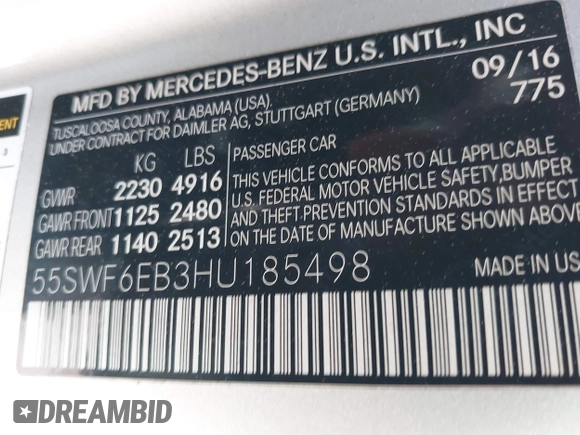 MFD BY MERCEDES-BENZ U.S. INTL., INC
TUSCALOOSA COUNTY, ALABAMA (USA).
UNDER CONTRACT FOR DAIMLER AG, STUTTGART (GERMANY)
09/16
775
KG LBS
GVWR 2230 4916
GAWR FRONT 1125 2480
GAWR REAR 1140 2513
PASSENGER CAR
THIS VEHICLE CONFORMS TO ALL APPLICABLE
U.S. FEDERAL MOTOR VEHICLE SAFETY, BUMPER
AND THEFT PREVENTION STANDARDS IN EFFECT
ON THE DATE OF MANUFACTURE SHOWN ABOVE
55SWF6EB3HU185498
MADE IN US
ENT
3
DREAMBID